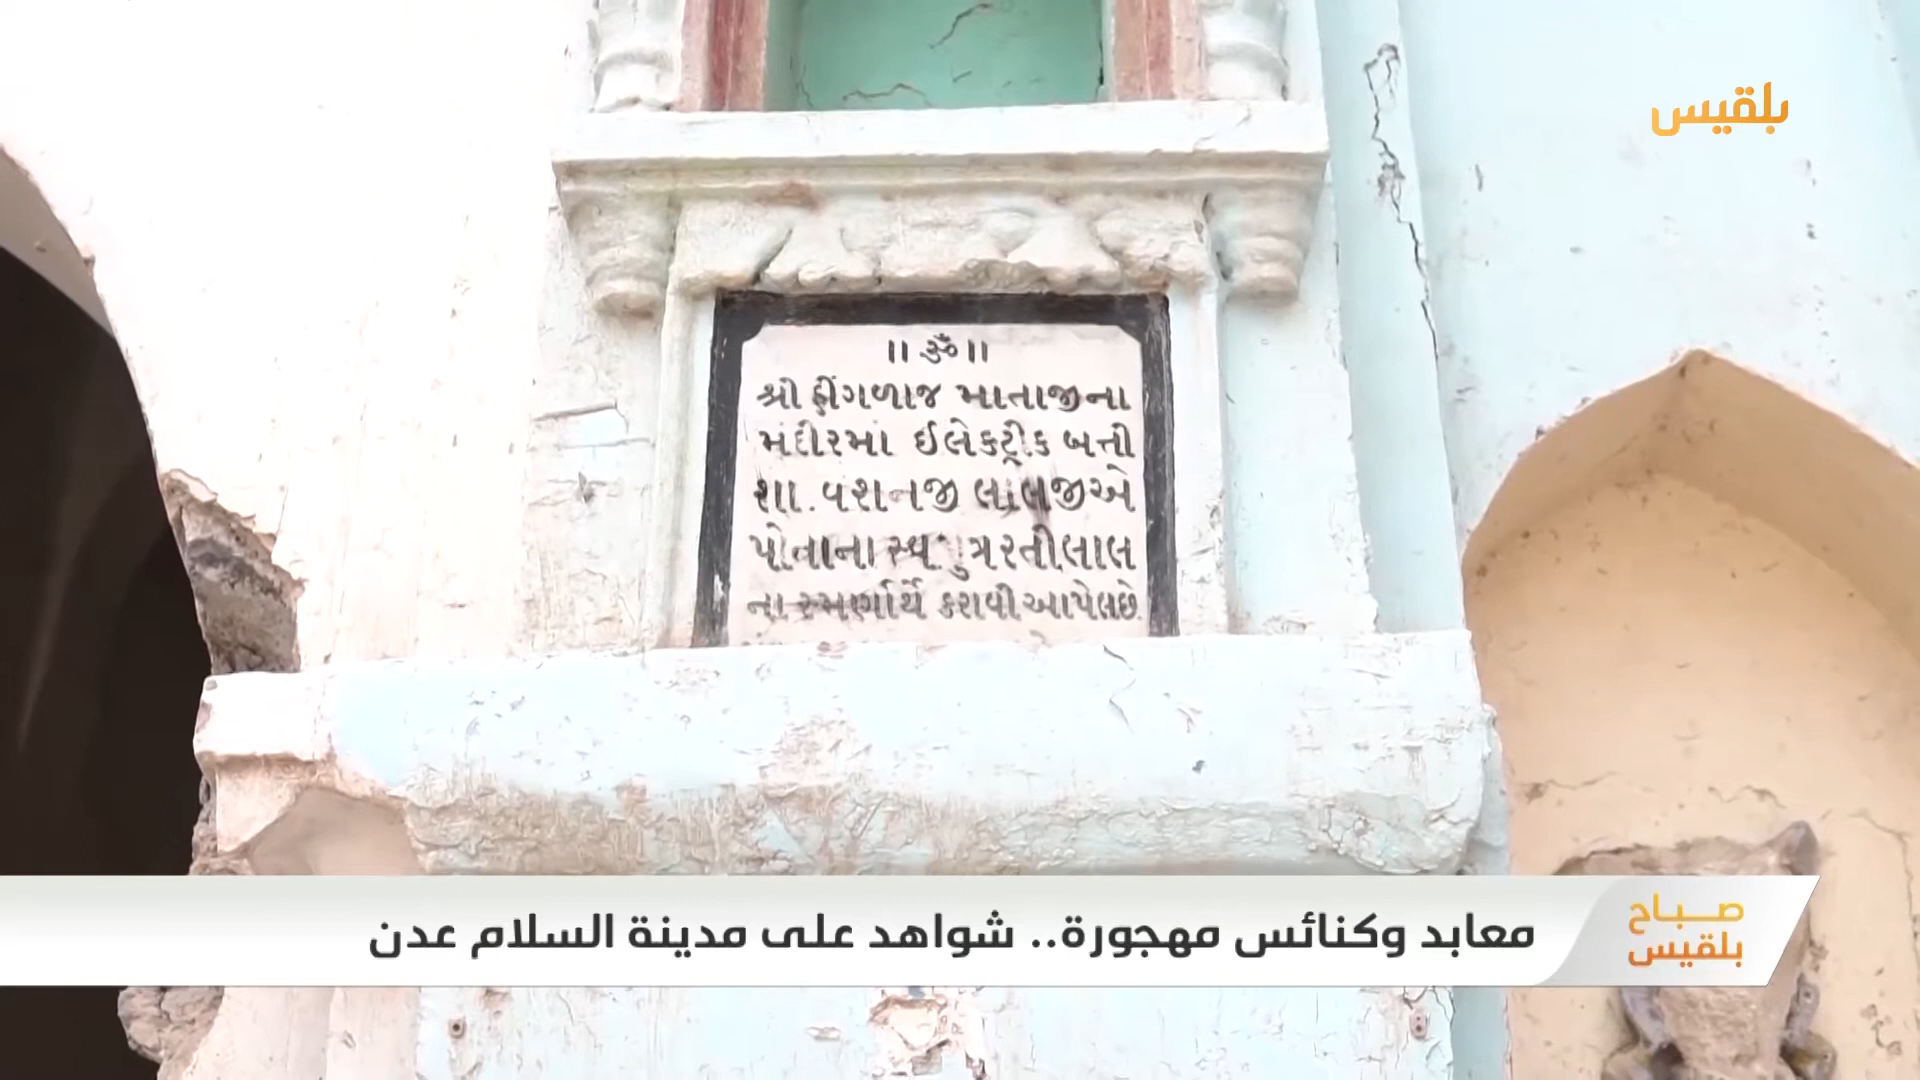 بلقيس
॥ ૐ ॥
શ્રી હીંગળાજ માતાજીના
મંદીરમાં ઈલેકટ્રીક બત્તી
શા. વશનજી લાલજીએ
પોતાના સ્વ પુત્ર રતીલાલ
ના સ્મર્ણાર્થે કરાવી આપેલ છે.
صباح
بلقيس
معابد وكنائس مهجورة.. شواهد على مدينة السلام عدن